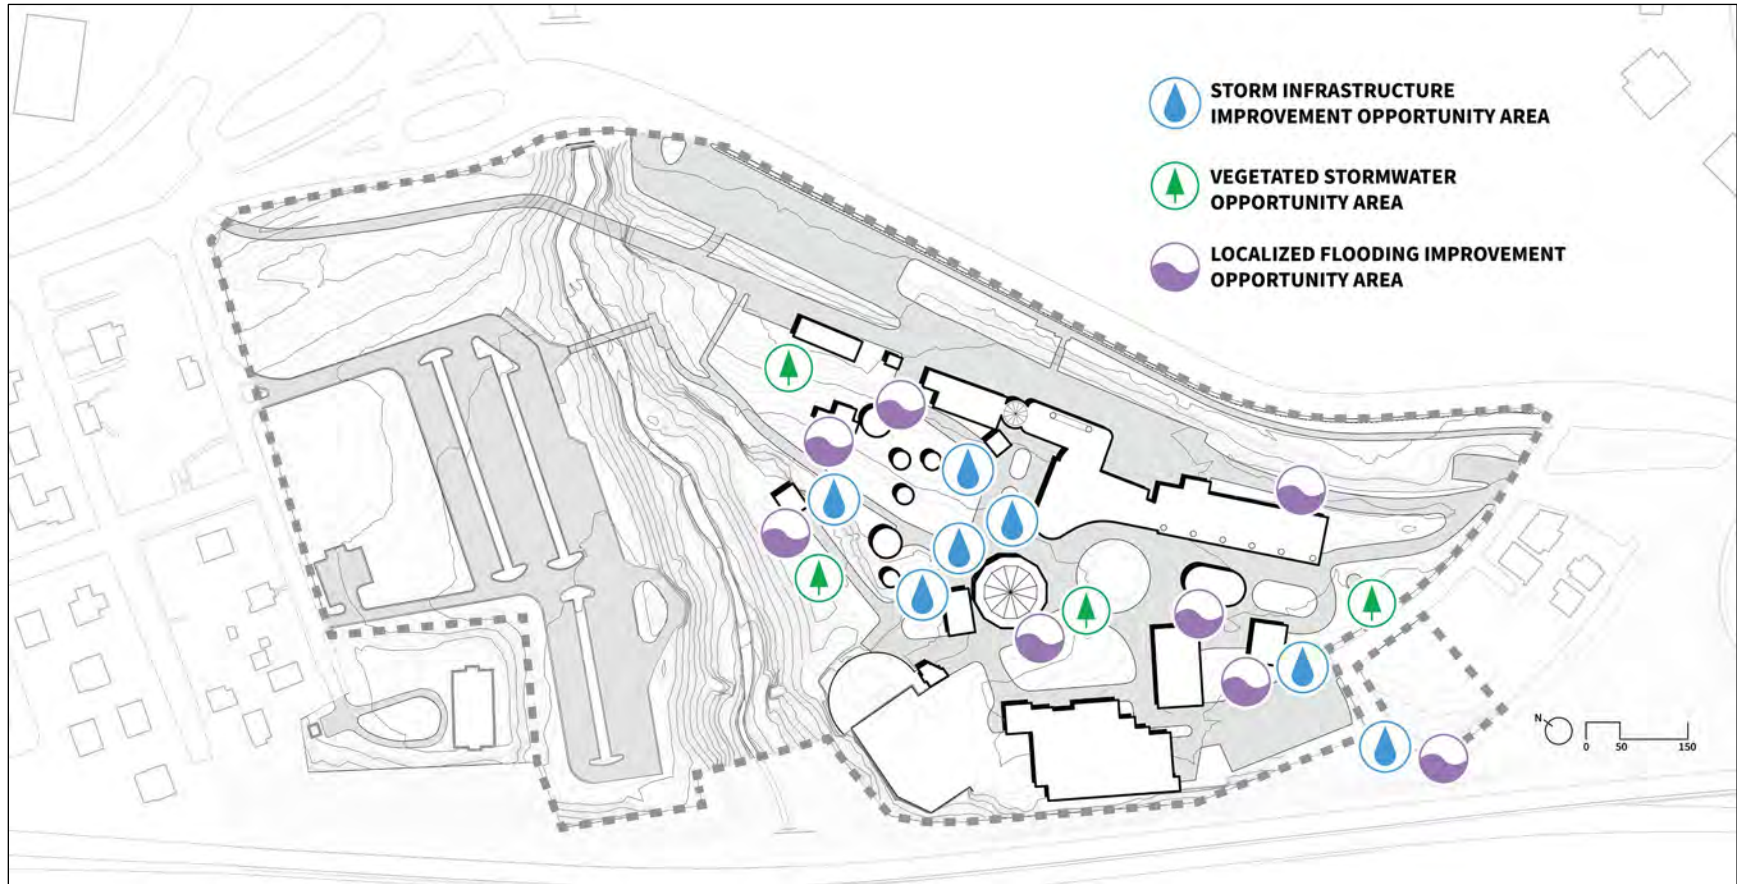 STORM INFRASTRUCTURE
IMPROVEMENT OPPORTUNITY AREA
VEGETATED STORMWATER
OPPORTUNITY AREA
LOCALIZED FLOODING IMPROVEMENT
OPPORTUNITY AREA
N
0 50 150